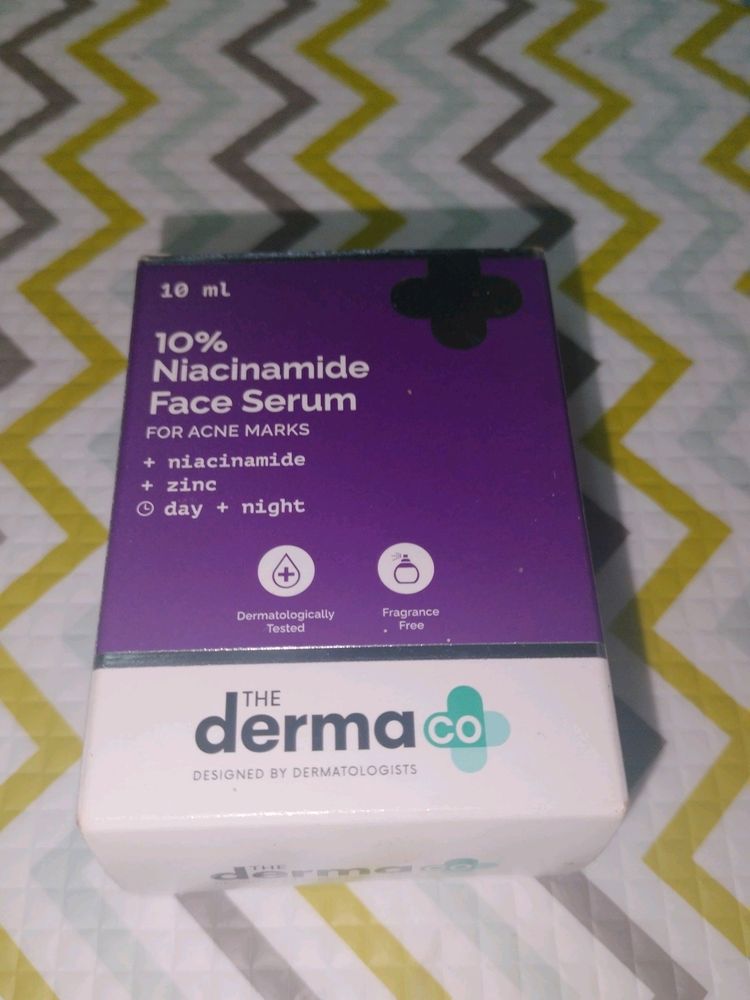 10 ml
10%
Niacinamide
Face Serum
FOR ACNE MARKS
+ niacinamide
+ zinc
day + night
Dermatologically
Tested
Fragrance
Free
THE
derma co
DESIGNED BY DERMATOLOGISTS
THE
derma co